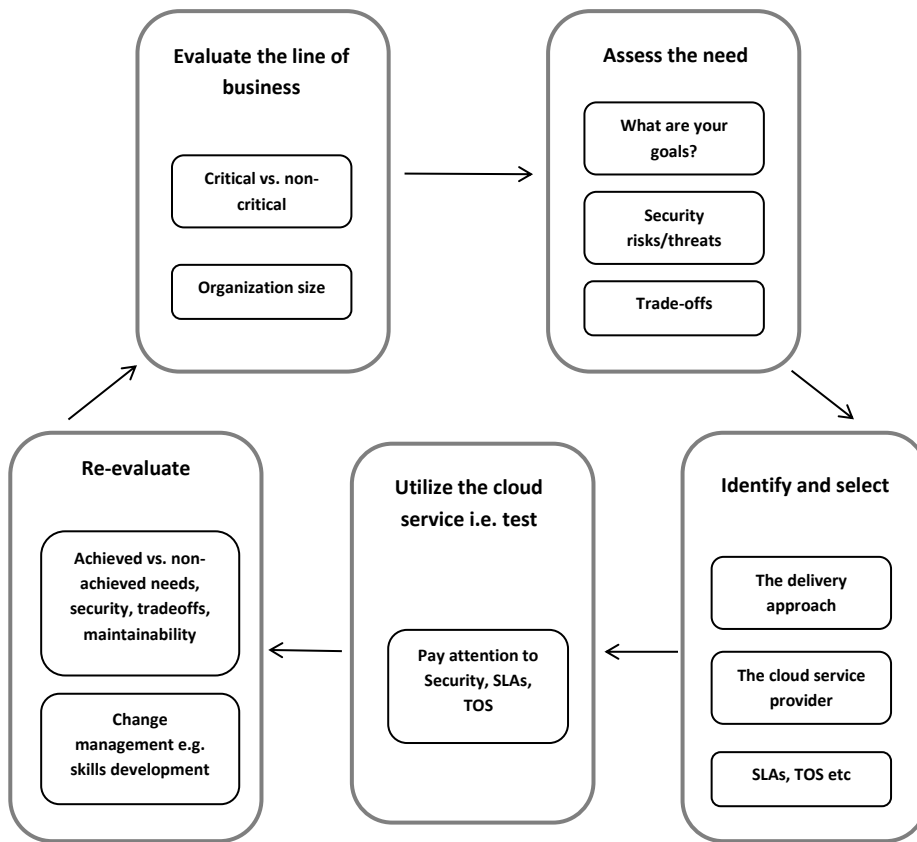 Evaluate the line of
business
Critical vs. non-
critical
Organization size
Assess the need
What are your
goals?
Security
risks/threats
Trade-offs
Identify and select
The delivery
approach
The cloud service
provider
SLAs, TOS etc
Utilize the cloud
service i.e. test
Pay attention to
Security, SLAs,
TOS
Re-evaluate
Achieved vs. non-
achieved needs,
security, tradeoffs,
maintainability
Change
management e.g.
skills development